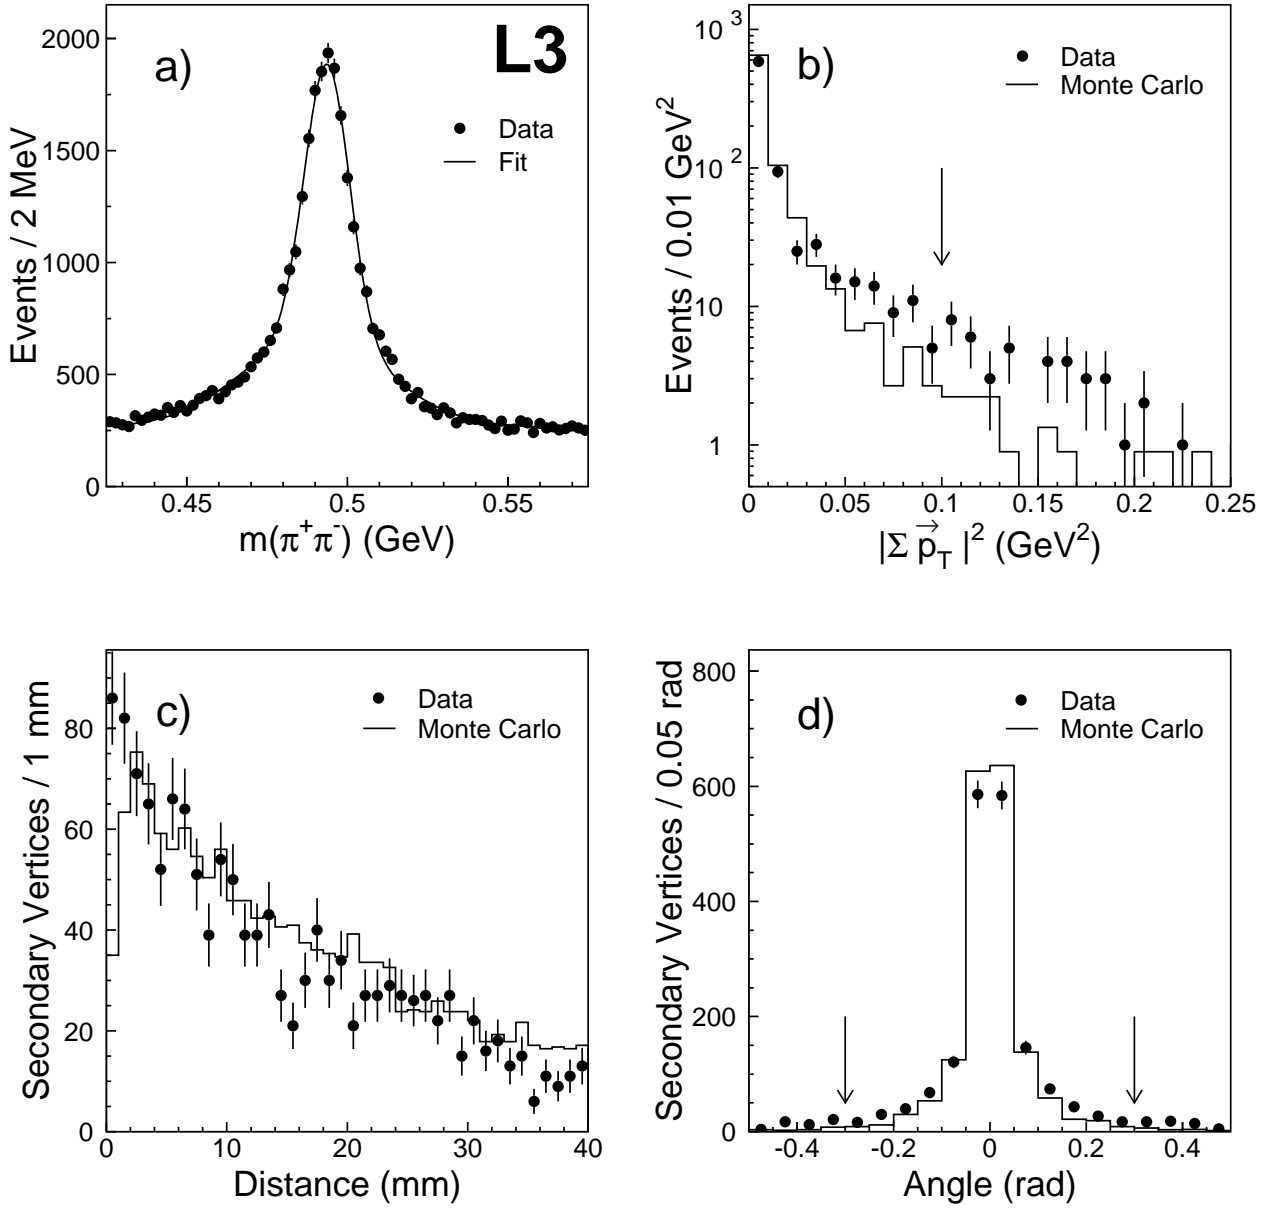 a)
L3
Data
Fit
2000
1500
1000
500
0
0.45
0.5
0.55
Events / 2 MeV
m(π⁺π⁻) (GeV)
b)
Data
Monte Carlo
10³
10²
10
1
0
0.05
0.1
0.15
0.2
0.25
Events / 0.01 GeV²
|Σ p⃗_T |² (GeV²)
c)
Data
Monte Carlo
80
60
40
20
0
0
10
20
30
40
Secondary Vertices / 1 mm
Distance (mm)
d)
Data
Monte Carlo
800
600
400
200
0
-0.4
-0.2
0
0.2
0.4
Secondary Vertices / 0.05 rad
Angle (rad)